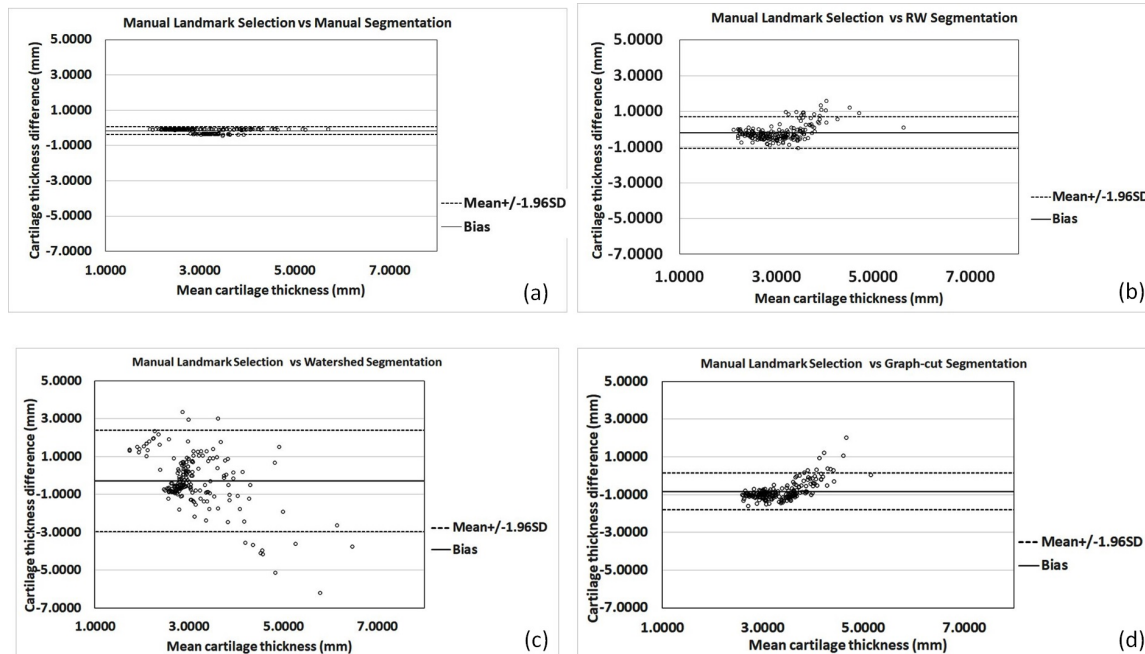 Manual Landmark Selection vs Manual Segmentation
5.0000
3.0000
1.0000
-1.0000
-3.0000
-5.0000
-7.0000
Cartilage thickness difference (mm)
1.0000 3.0000 5.0000 7.0000
Mean cartilage thickness (mm)
Mean+/-1.96SD
Bias
(a)
Manual Landmark Selection vs RW Segmentation
5.0000
3.0000
1.0000
-1.0000
-3.0000
-5.0000
-7.0000
Cartilage thickness difference (mm)
1.0000 3.0000 5.0000 7.0000
Mean cartilage thickness (mm)
Mean+/-1.96SD
Bias
(b)
Manual Landmark Selection vs Watershed Segmentation
5.0000
3.0000
1.0000
-1.0000
-3.0000
-5.0000
-7.0000
Cartilage thickness difference (mm)
1.0000 3.0000 5.0000 7.0000
Mean cartilage thickness (mm)
Mean+/-1.96SD
Bias
(c)
Manual Landmark Selection vs Graph-cut Segmentation
5.0000
3.0000
1.0000
-1.0000
-3.0000
-5.0000
-7.0000
Cartilage thickness difference (mm)
1.0000 3.0000 5.0000 7.0000
Mean cartilage thickness (mm)
Mean+/-1.96SD
Bias
(d)